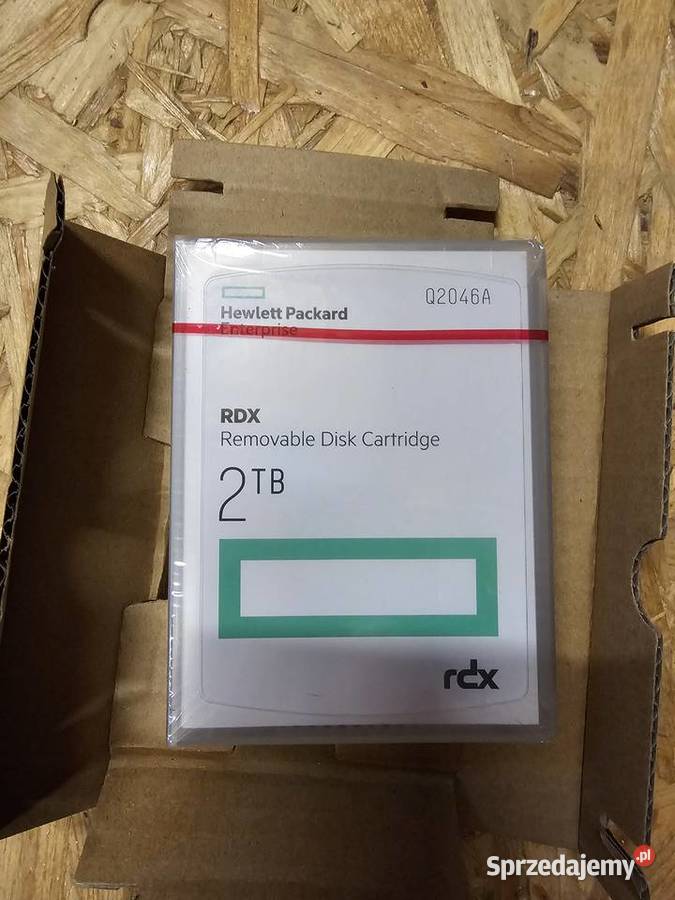 Hewlett Packard
Enterprise
Q2046A
RDX
Removable Disk Cartridge
2TB
rdx
Sprzedajemy.pl